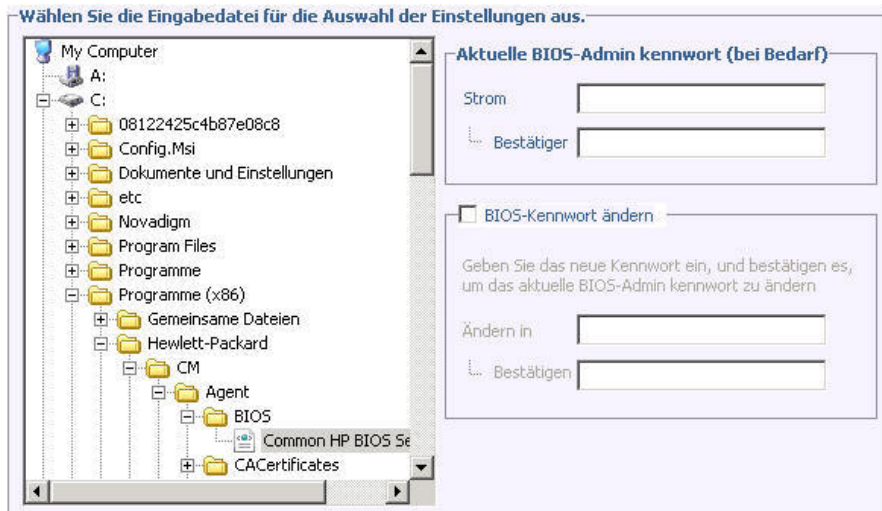 Wählen Sie die Eingabedatei für die Auswahl der Einstellungen aus.
My Computer
A:
C:
08122425c4b87e08c8
Config.Msi
Dokumente und Einstellungen
etc
Novadigm
Program Files
Programme
Programme (x86)
Gemeinsame Dateien
Hewlett-Packard
CM
Agent
BIOS
Common HP BIOS Se
CACertificates
Aktuelle BIOS-Admin kennwort (bei Bedarf)
Strom
Bestätiger
BIOS-Kennwort ändern
Geben Sie das neue Kennwort ein, und bestätigen es,
um das aktuelle BIOS-Admin kennwort zu ändern
Ändern in
Bestätigen